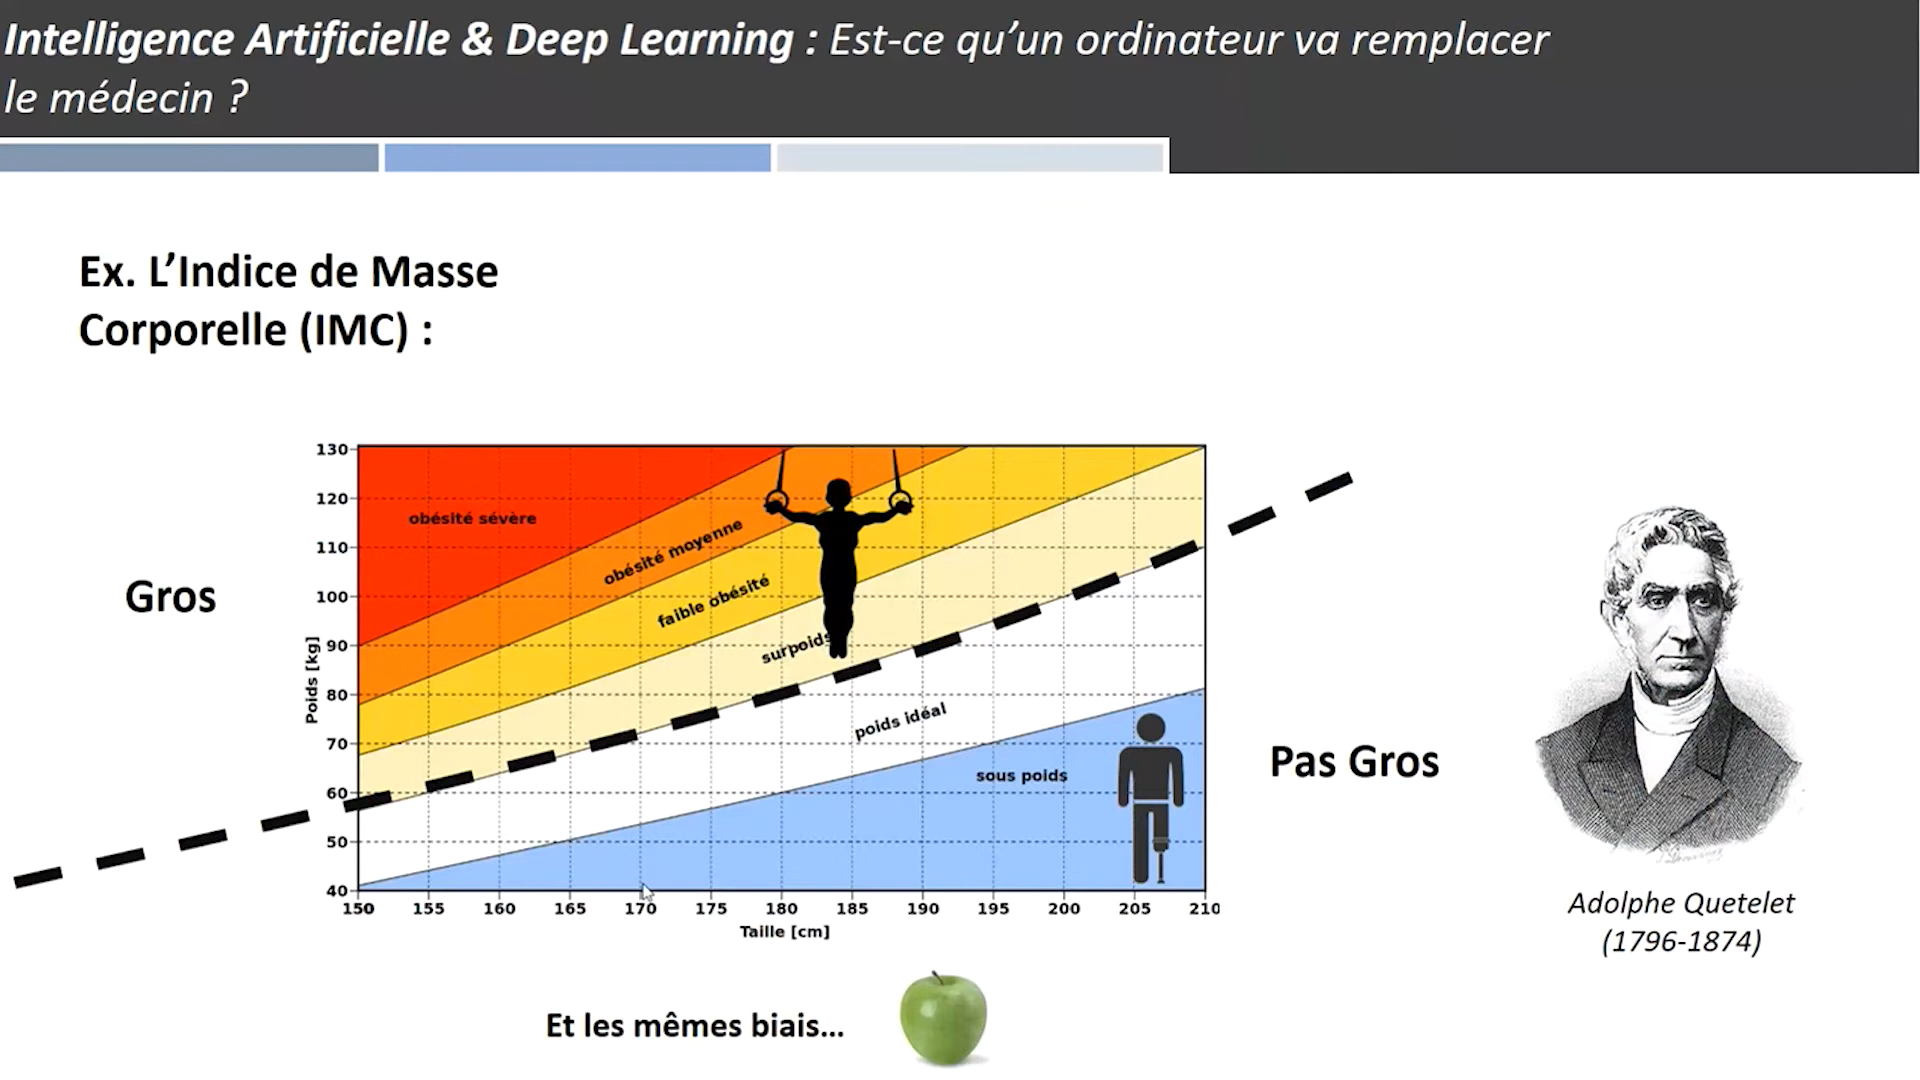 Intelligence Artificielle & Deep Learning : Est-ce qu’un ordinateur va remplacer
le médecin ?
Ex. L’Indice de Masse
Corporelle (IMC) :
Gros
Poids [kg]
130
120
110
100
90
80
70
60
50
40
obésité sévère
obésité moyenne
faible obésité
surpoids
poids idéal
sous poids
150 155 160 165 170 175 180 185 190 195 200 205 210
Taille [cm]
Pas Gros
Adolphe Quetelet
(1796-1874)
Et les mêmes biais...